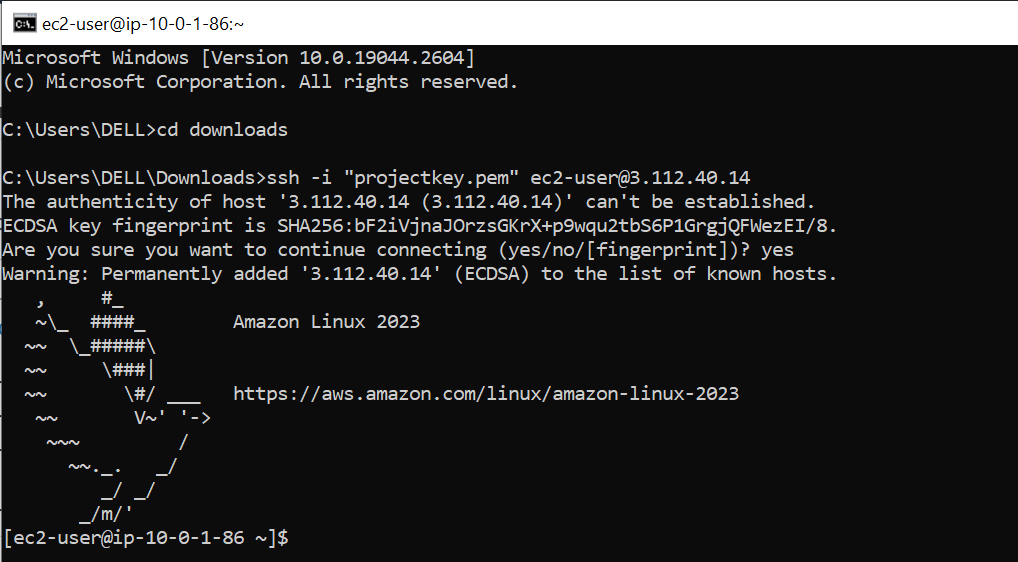 ec2-user@ip-10-0-1-86:~
Microsoft Windows [Version 10.0.19044.2604]
(c) Microsoft Corporation. All rights reserved.
C:\Users\DELL>cd downloads
C:\Users\DELL\Downloads>ssh -i "projectkey.pem" ec2-user@3.112.40.14
The authenticity of host '3.112.40.14 (3.112.40.14)' can't be established.
ECDSA key fingerprint is SHA256:bF2iVjnaJOrzsGKrX+p9wqu2tbS6P1GrgjQFWezEI/8.
Are you sure you want to continue connecting (yes/no/[fingerprint])? yes
Warning: Permanently added '3.112.40.14' (ECDSA) to the list of known hosts.
   ,     #_
   ~\_  ####_        Amazon Linux 2023
  ~~  \_#####\
  ~~     \###|
  ~~       \#/ ___   https://aws.amazon.com/linux/amazon-linux-2023
   ~~       V~' '->
    ~~~         /
      ~~._.   _/
         _/ _/
       _/m/'
[ec2-user@ip-10-0-1-86 ~]$